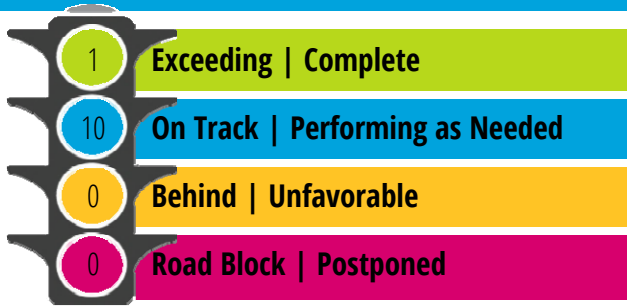 1 Exceeding | Complete
10 On Track | Performing as Needed
0 Behind | Unfavorable
0 Road Block | Postponed